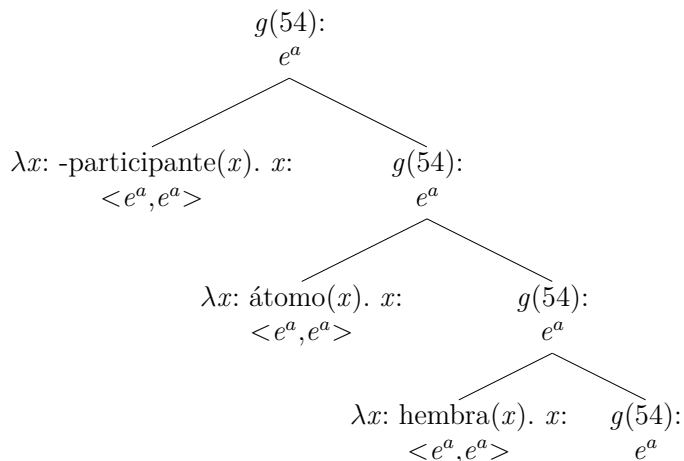 g(54):
e^a
λx: -participante(x). x: g(54):
<e^a,e^a> e^a
λx: átomo(x). x: g(54):
<e^a,e^a> e^a
λx: hembra(x). x: g(54):
<e^a,e^a> e^a